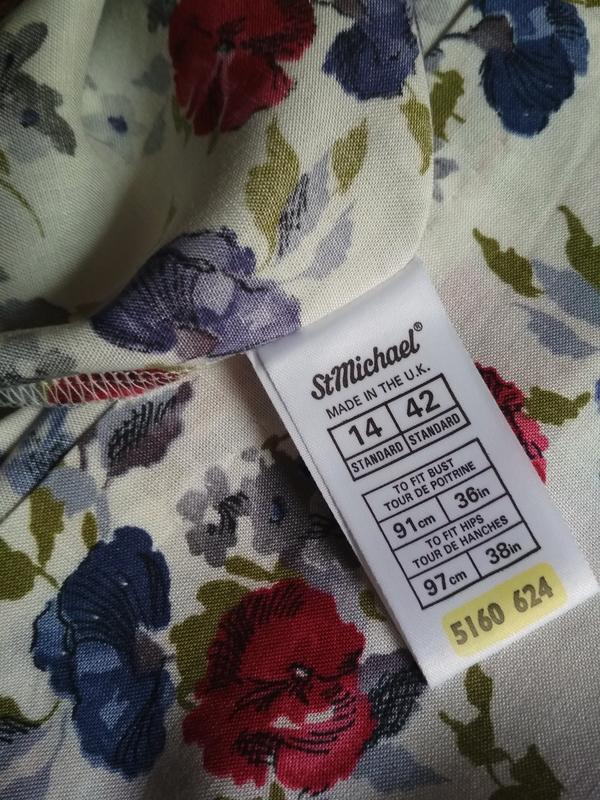 StMichael®
MADE IN THE U.K.
14 42
STANDARD STANDARD
TO FIT BUST
TOUR DE POITRINE
91cm 36in
TO FIT HIPS
TOUR DE HANCHES
97cm 38in
5160 624